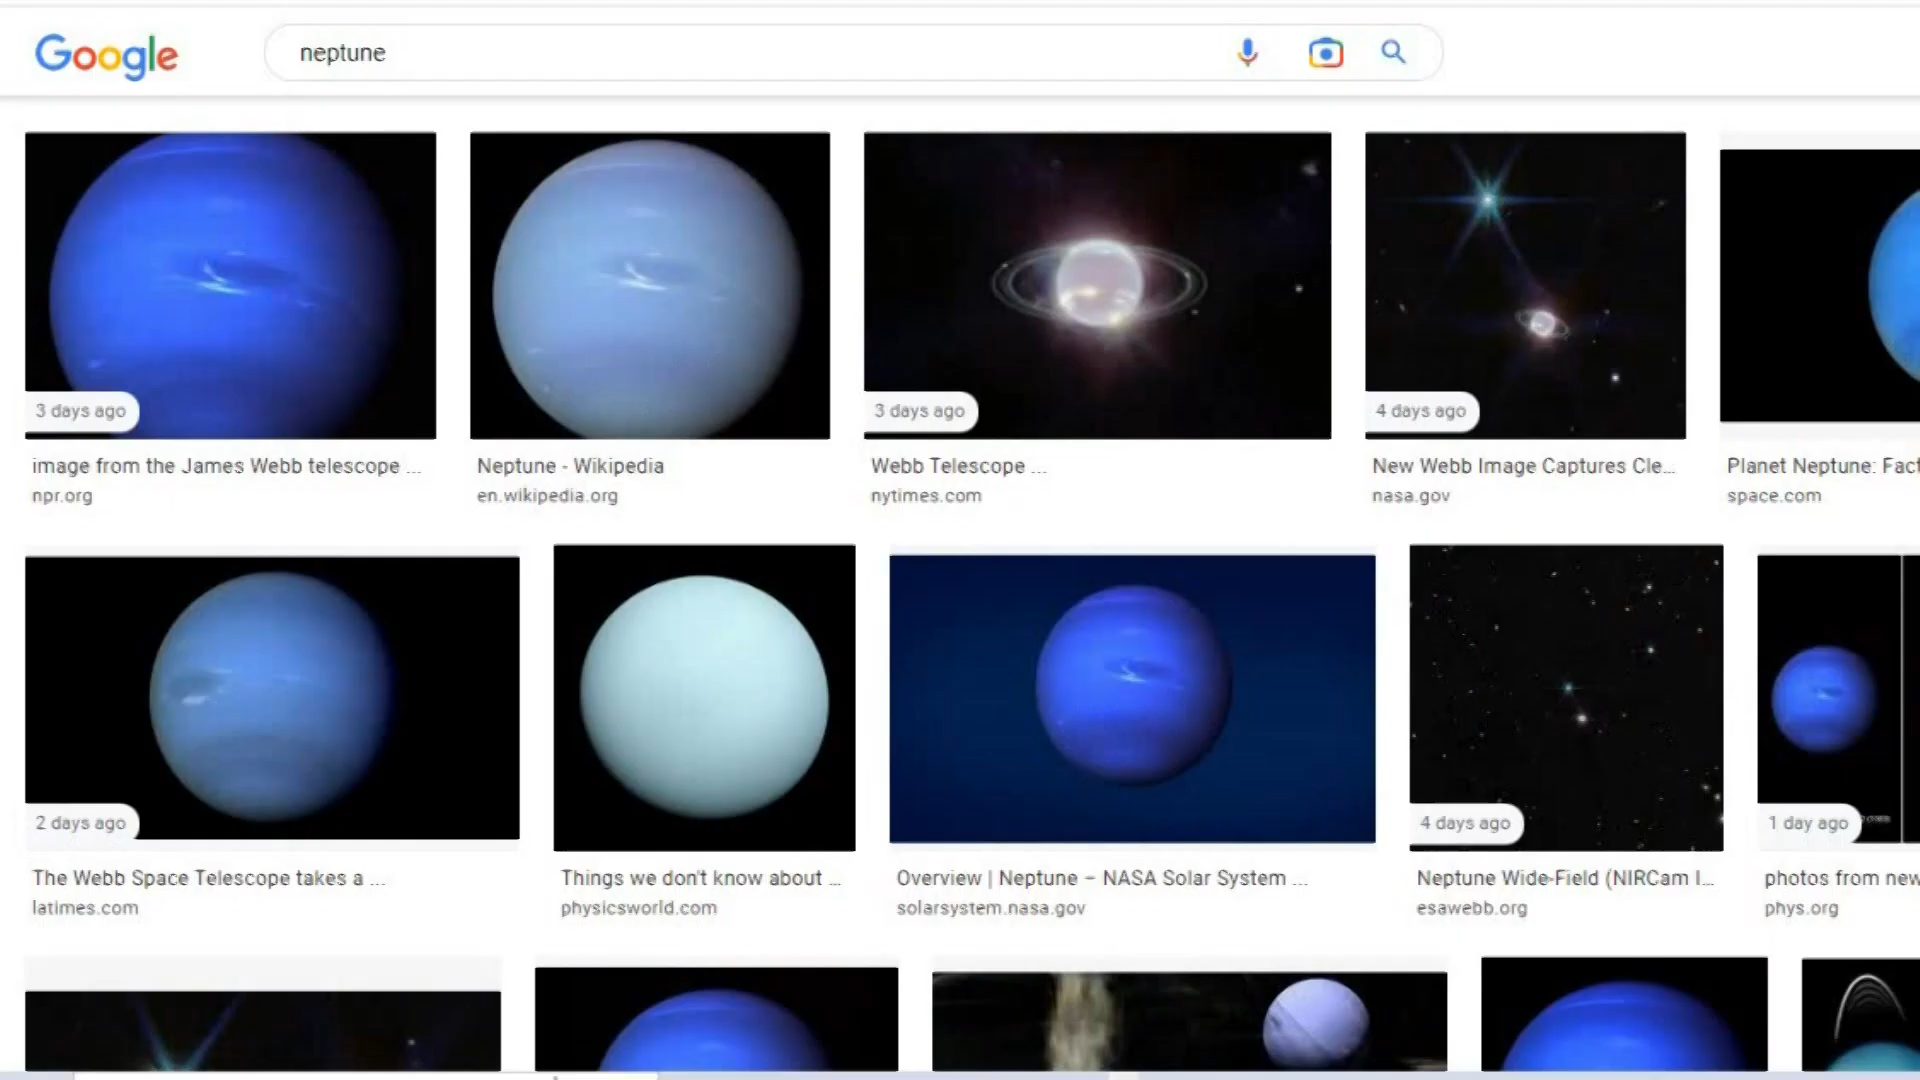 Google
neptune
3 days ago
3 days ago
4 days ago
image from the James Webb telescope ...
npr.org
Neptune - Wikipedia
en.wikipedia.org
Webb Telescope ...
nytimes.com
New Webb Image Captures Cle...
nasa.gov
Planet Neptune: Fact
space.com
2 days ago
4 days ago
1 day ago
The Webb Space Telescope takes a ...
latimes.com
Things we don't know about ...
physicsworld.com
Overview | Neptune – NASA Solar System ...
solarsystem.nasa.gov
Neptune Wide-Field (NIRCam I...
esawebb.org
photos from new
phys.org